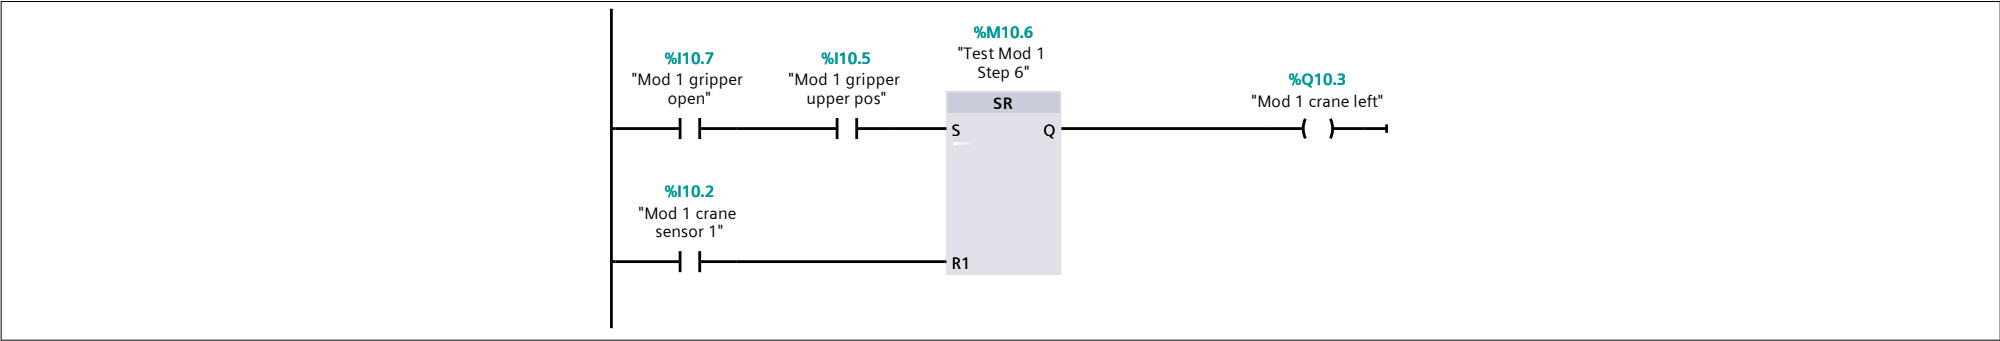 %M10.6
"Test Mod 1
Step 6"
%I10.7
"Mod 1 gripper
open"
%I10.5
"Mod 1 gripper
upper pos"
%Q10.3
"Mod 1 crane left"
SR
S
Q
%I10.2
"Mod 1 crane
sensor 1"
R1